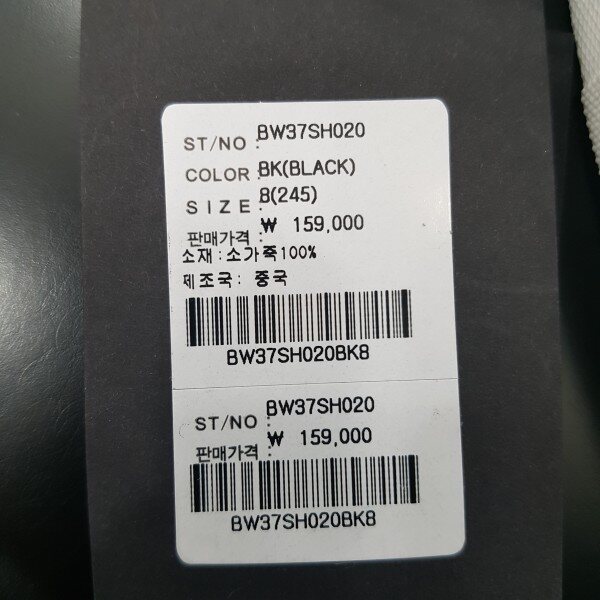 ST/NO : BW37SH020
COLOR : BK(BLACK)
SIZE : 8(245)
판매가격 : ₩ 159,000
소재:소가죽100%
제조국: 중국
BW37SH020BK8
ST/NO : BW37SH020
판매가격 : ₩ 159,000
BW37SH020BK8